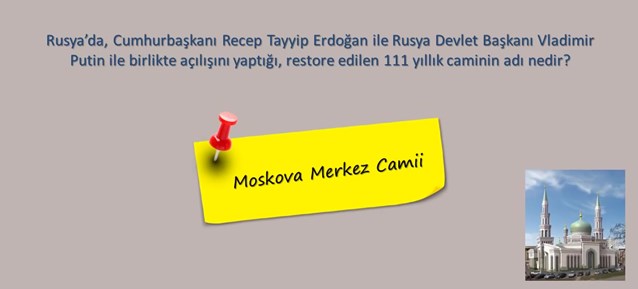 Rusya’da, Cumhurbaşkanı Recep Tayyip Erdoğan ile Rusya Devlet Başkanı Vladimir
Putin ile birlikte açılışını yaptığı, restore edilen 111 yıllık caminin adı nedir?
Moskova Merkez Camii